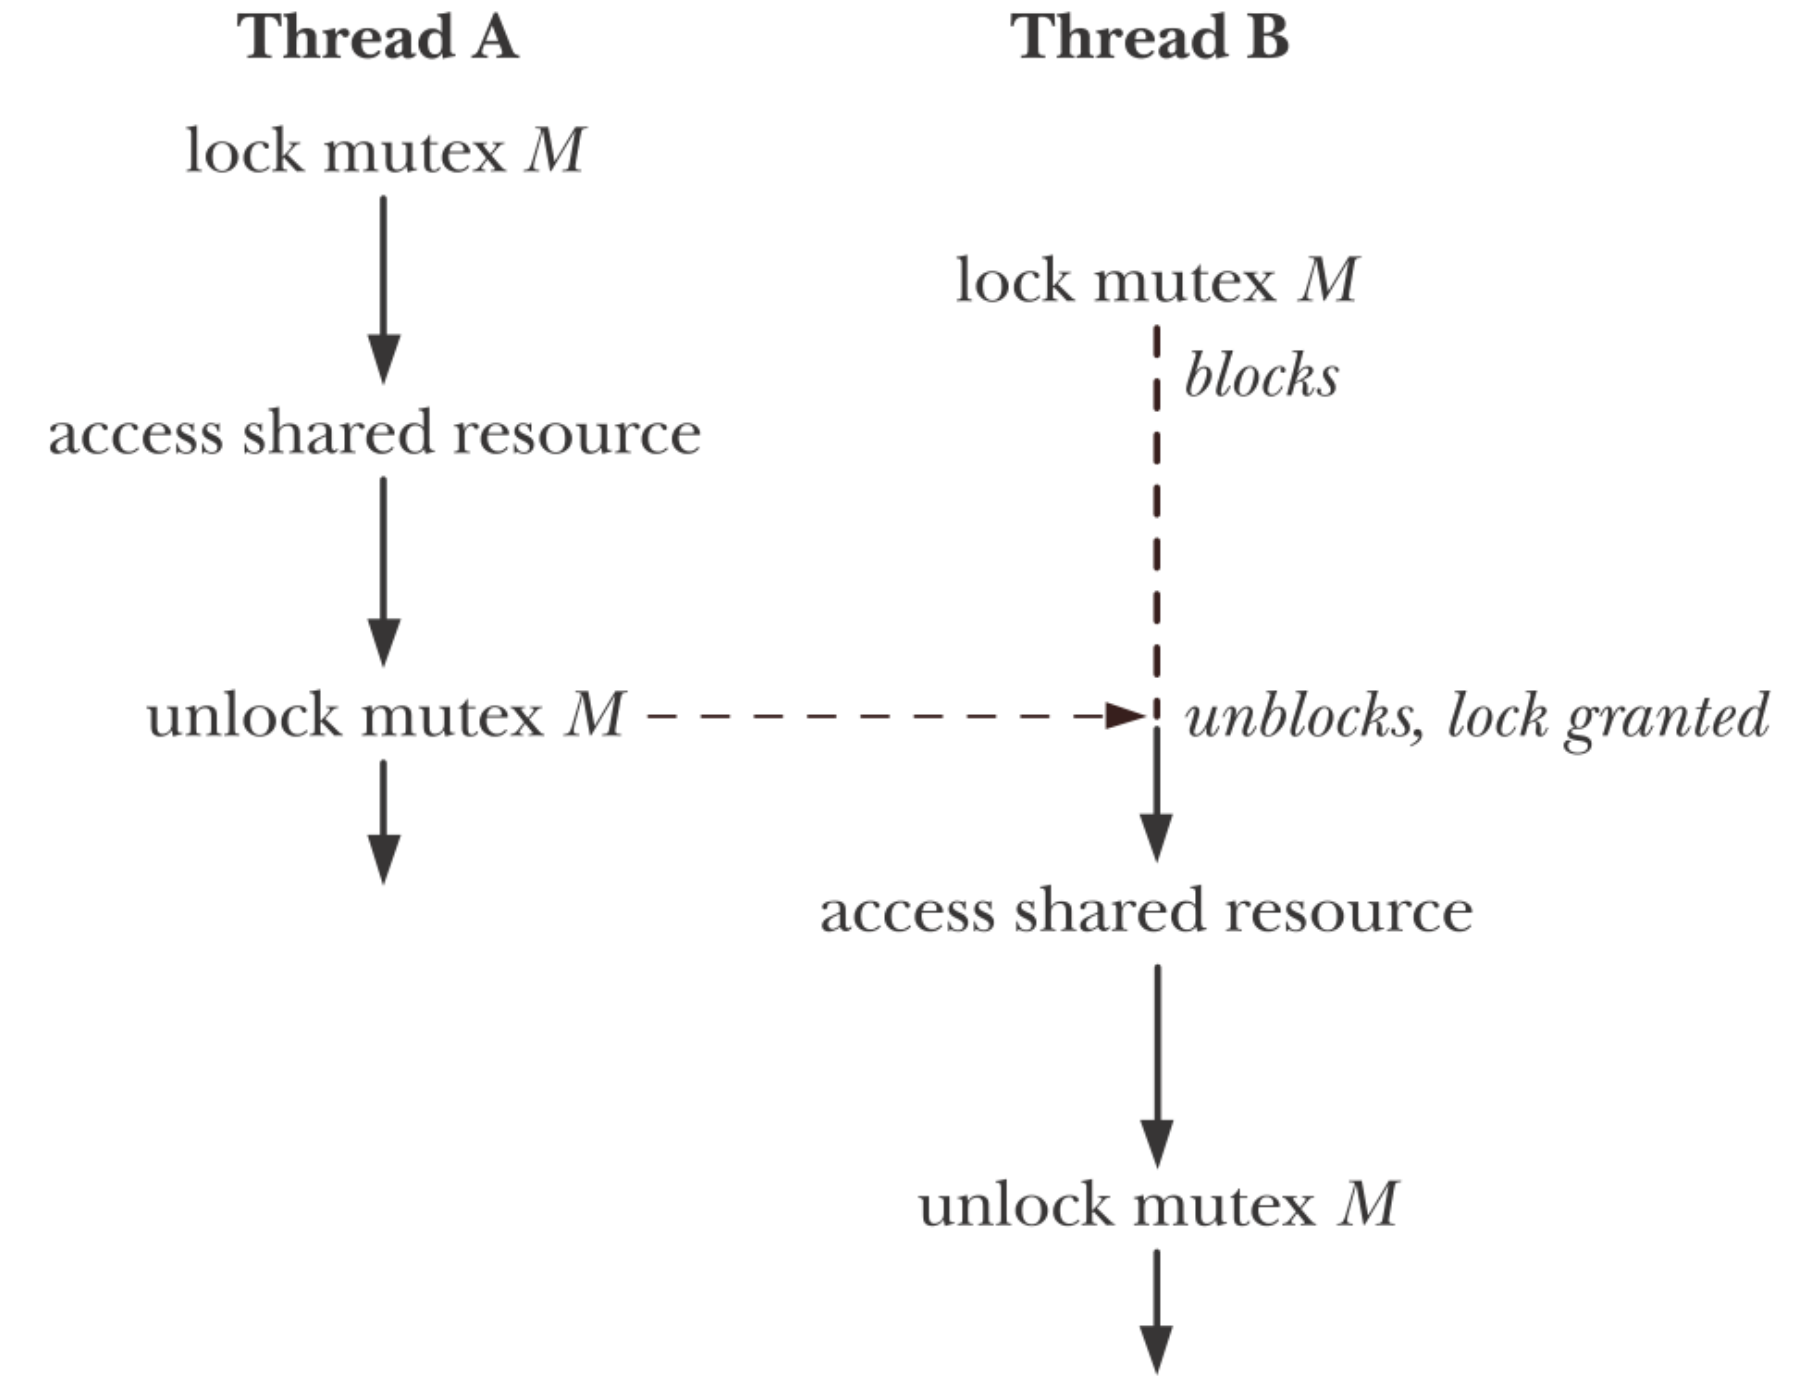 Thread A
Thread B
lock mutex M
lock mutex M
blocks
access shared resource
unlock mutex M
unblocks, lock granted
access shared resource
unlock mutex M